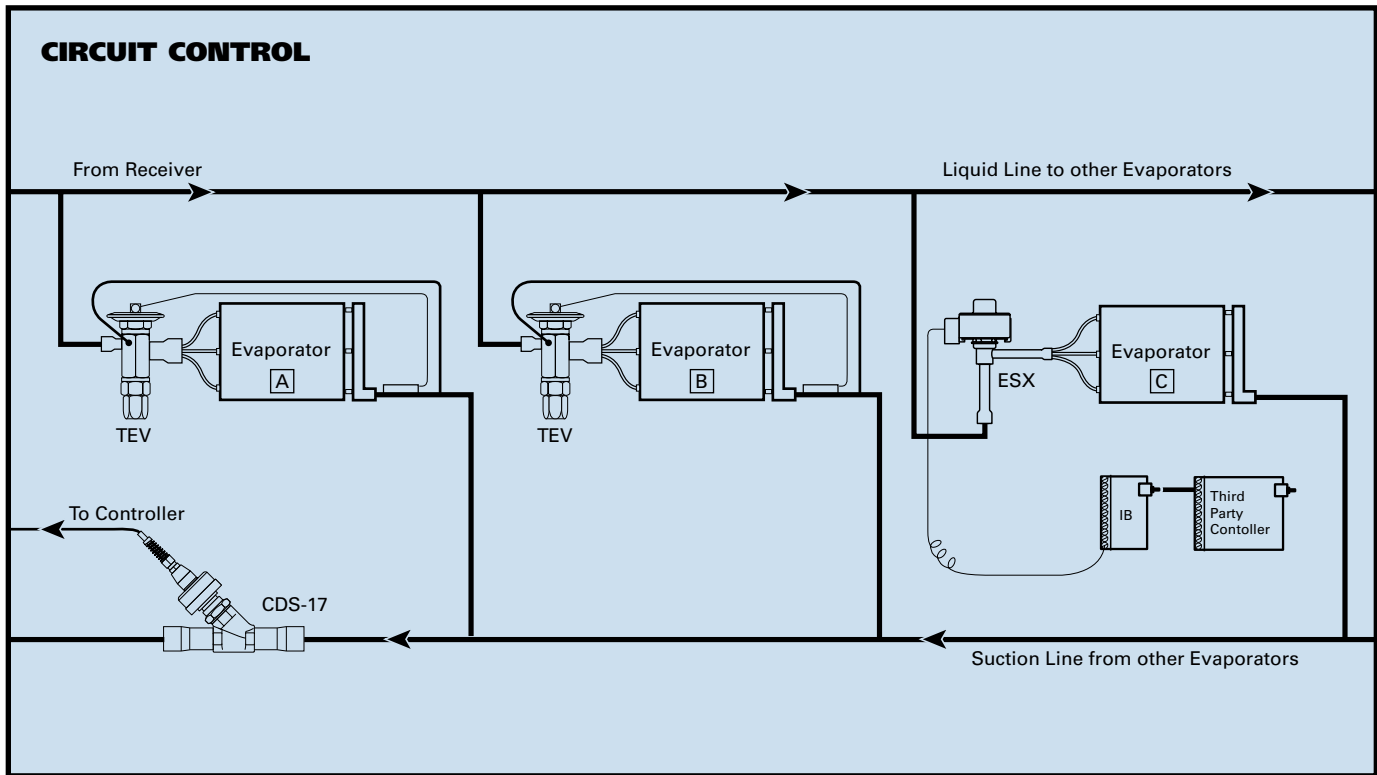 CIRCUIT CONTROL
From Receiver
Liquid Line to other Evaporators
Evaporator
A
TEV
Evaporator
B
TEV
ESX
Evaporator
C
IB
Third
Party
Contoller
To Controller
CDS-17
Suction Line from other Evaporators